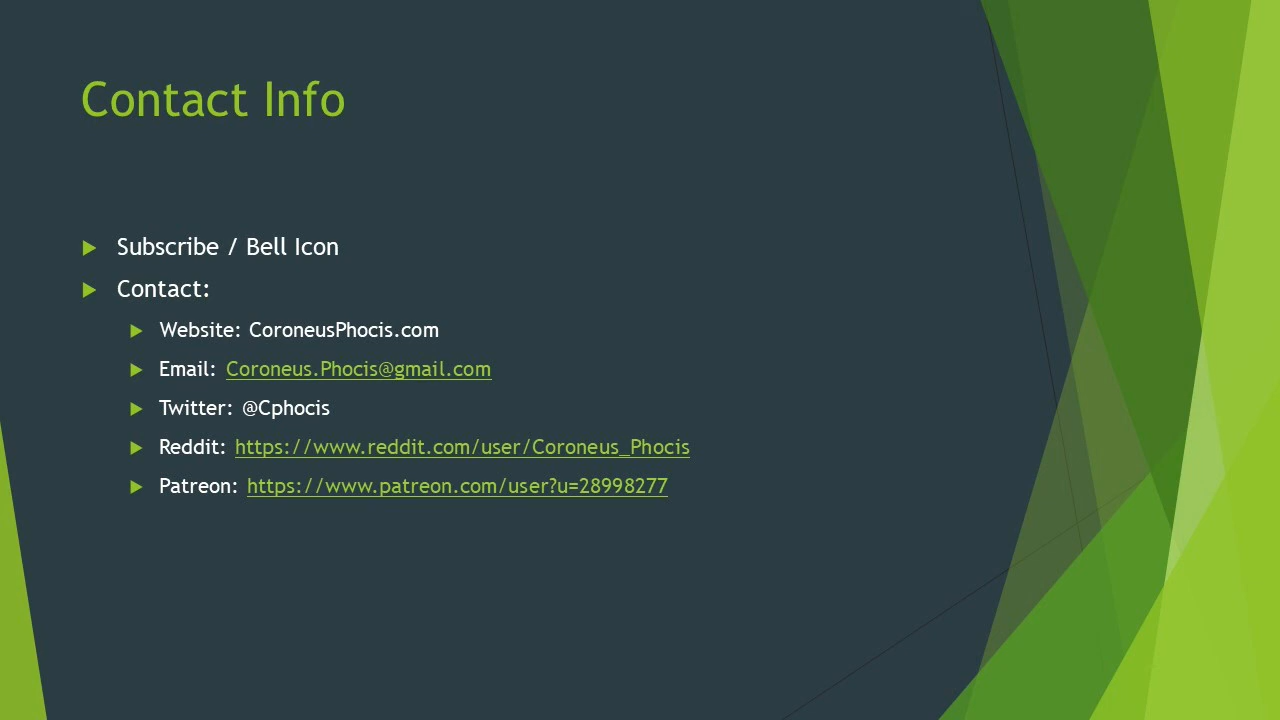 Contact Info
Subscribe / Bell Icon
Contact:
Website: CoroneusPhocis.com
Email: Coroneus.Phocis@gmail.com
Twitter: @Cphocis
Reddit: https://www.reddit.com/user/Coroneus_Phocis
Patreon: https://www.patreon.com/user?u=28998277